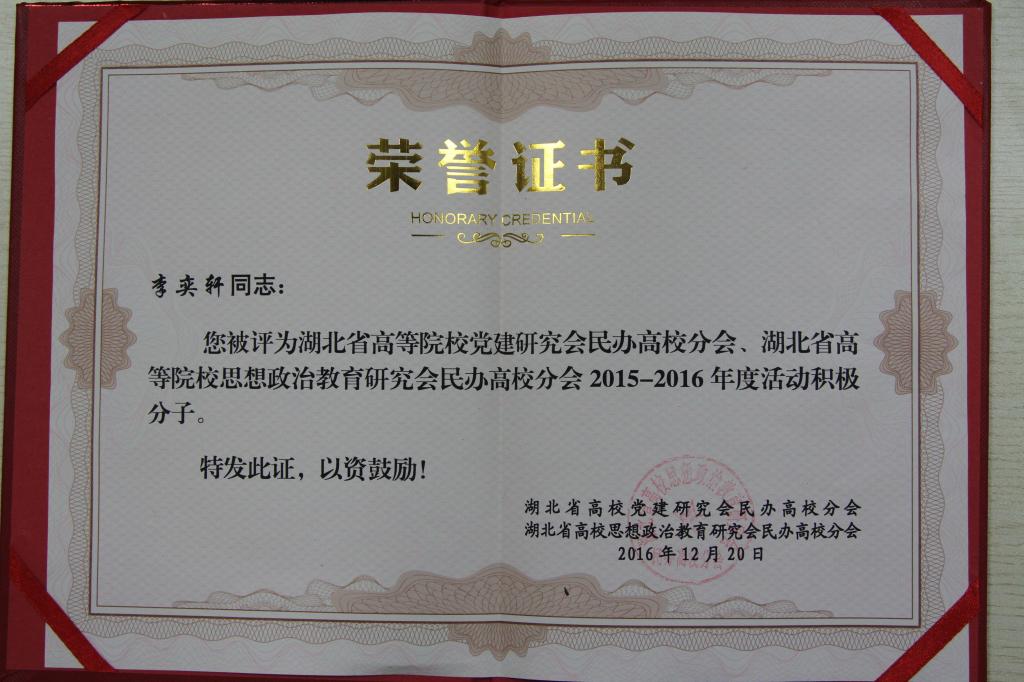 荣誉证书
HONORARY CREDENTIAL
李奕轩同志：
您被评为湖北省高等院校党建研究会民办高校分会、湖北省高
等院校思想政治教育研究会民办高校分会 2015-2016 年度活动积极
分子。
特发此证，以资鼓励！
湖北省高校党建研究会民办高校分会
湖北省高校思想政治教育研究会民办高校分会
2016 年 12 月 20 日